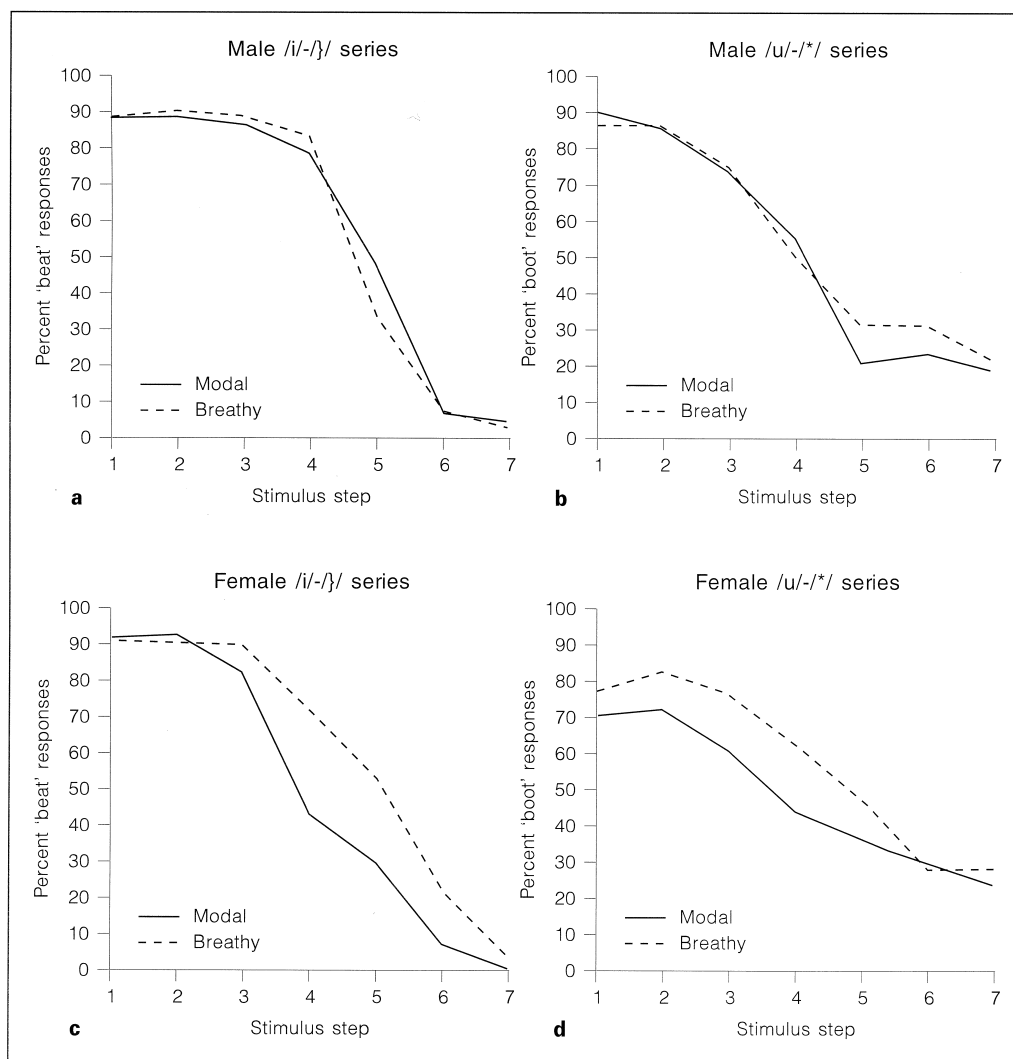 Male /i/-/}/ series
Percent ‘beat’ responses
100
90
80
70
60
50
40
30
20
10
0
Modal
Breathy
1 2 3 4 5 6 7
a
Stimulus step
Male /u/-/*/ series
Percent ‘boot’ responses
100
90
80
70
60
50
40
30
20
10
0
Modal
Breathy
1 2 3 4 5 6 7
b
Stimulus step
Female /i/-/}/ series
Percent ‘beat’ responses
100
90
80
70
60
50
40
30
20
10
0
Modal
Breathy
1 2 3 4 5 6 7
c
Stimulus step
Female /u/-/*/ series
Percent ‘boot’ responses
100
90
80
70
60
50
40
30
20
10
0
Modal
Breathy
1 2 3 4 5 6 7
d
Stimulus step